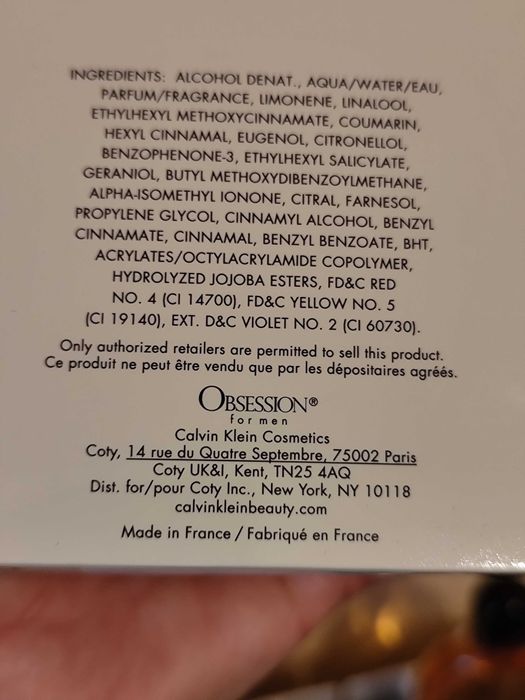 INGREDIENTS: ALCOHOL DENAT., AQUA/WATER/EAU,
PARFUM/FRAGRANCE, LIMONENE, LINALOOL,
ETHYLHEXYL METHOXYCINNAMATE, COUMARIN,
HEXYL CINNAMAL, EUGENOL, CITRONELLOL,
BENZOPHENONE-3, ETHYLHEXYL SALICYLATE,
GERANIOL, BUTYL METHOXYDIBENZOYLMETHANE,
ALPHA-ISOMETHYL IONONE, CITRAL, FARNESOL,
PROPYLENE GLYCOL, CINNAMYL ALCOHOL, BENZYL
CINNAMATE, CINNAMAL, BENZYL BENZOATE, BHT,
ACRYLATES/OCTYLACRYLAMIDE COPOLYMER,
HYDROLYZED JOJOBA ESTERS, FD&C RED
NO. 4 (CI 14700), FD&C YELLOW NO. 5
(CI 19140), EXT. D&C VIOLET NO. 2 (CI 60730).
Only authorized retailers are permitted to sell this product.
Ce produit ne peut être vendu que par les dépositaires agréés.
OBSESSION®
for men
Calvin Klein Cosmetics
Coty, 14 rue du Quatre Septembre, 75002 Paris
Coty UK&I, Kent, TN25 4AQ
Dist. for/pour Coty Inc., New York, NY 10118
calvinkleinbeauty.com
Made in France / Fabriqué en France